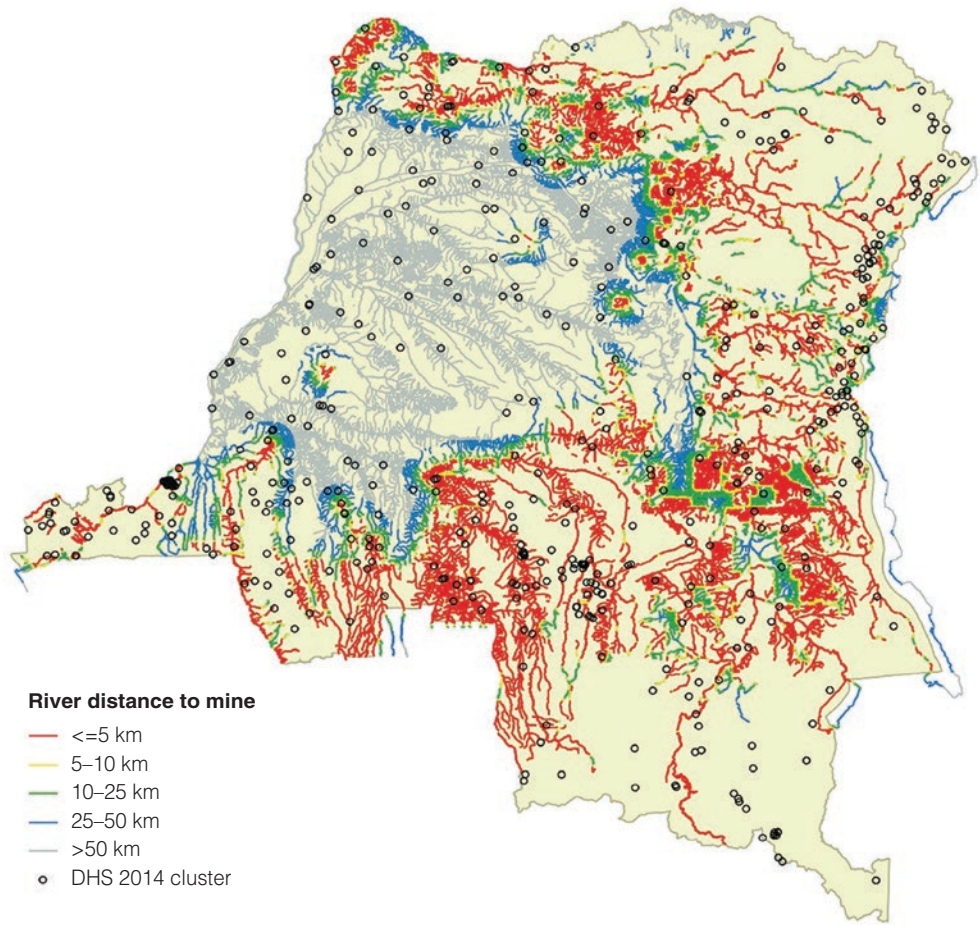 River distance to mine
<=5 km
5–10 km
10–25 km
25–50 km
>50 km
DHS 2014 cluster